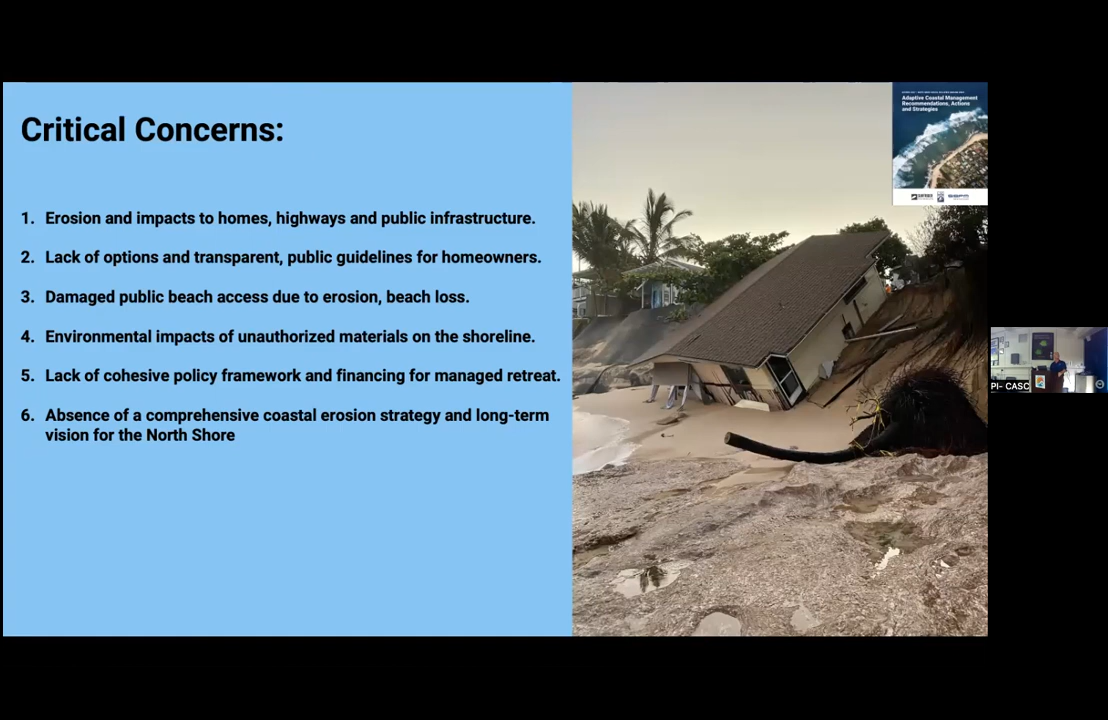 Critical Concerns:
1. Erosion and impacts to homes, highways and public infrastructure.
2. Lack of options and transparent, public guidelines for homeowners.
3. Damaged public beach access due to erosion, beach loss.
4. Environmental impacts of unauthorized materials on the shoreline.
5. Lack of cohesive policy framework and financing for managed retreat.
6. Absence of a comprehensive coastal erosion strategy and long-term
vision for the North Shore
Adaptive Coastal Management
Recommendations, Actions
and Strategies
PI- CASC